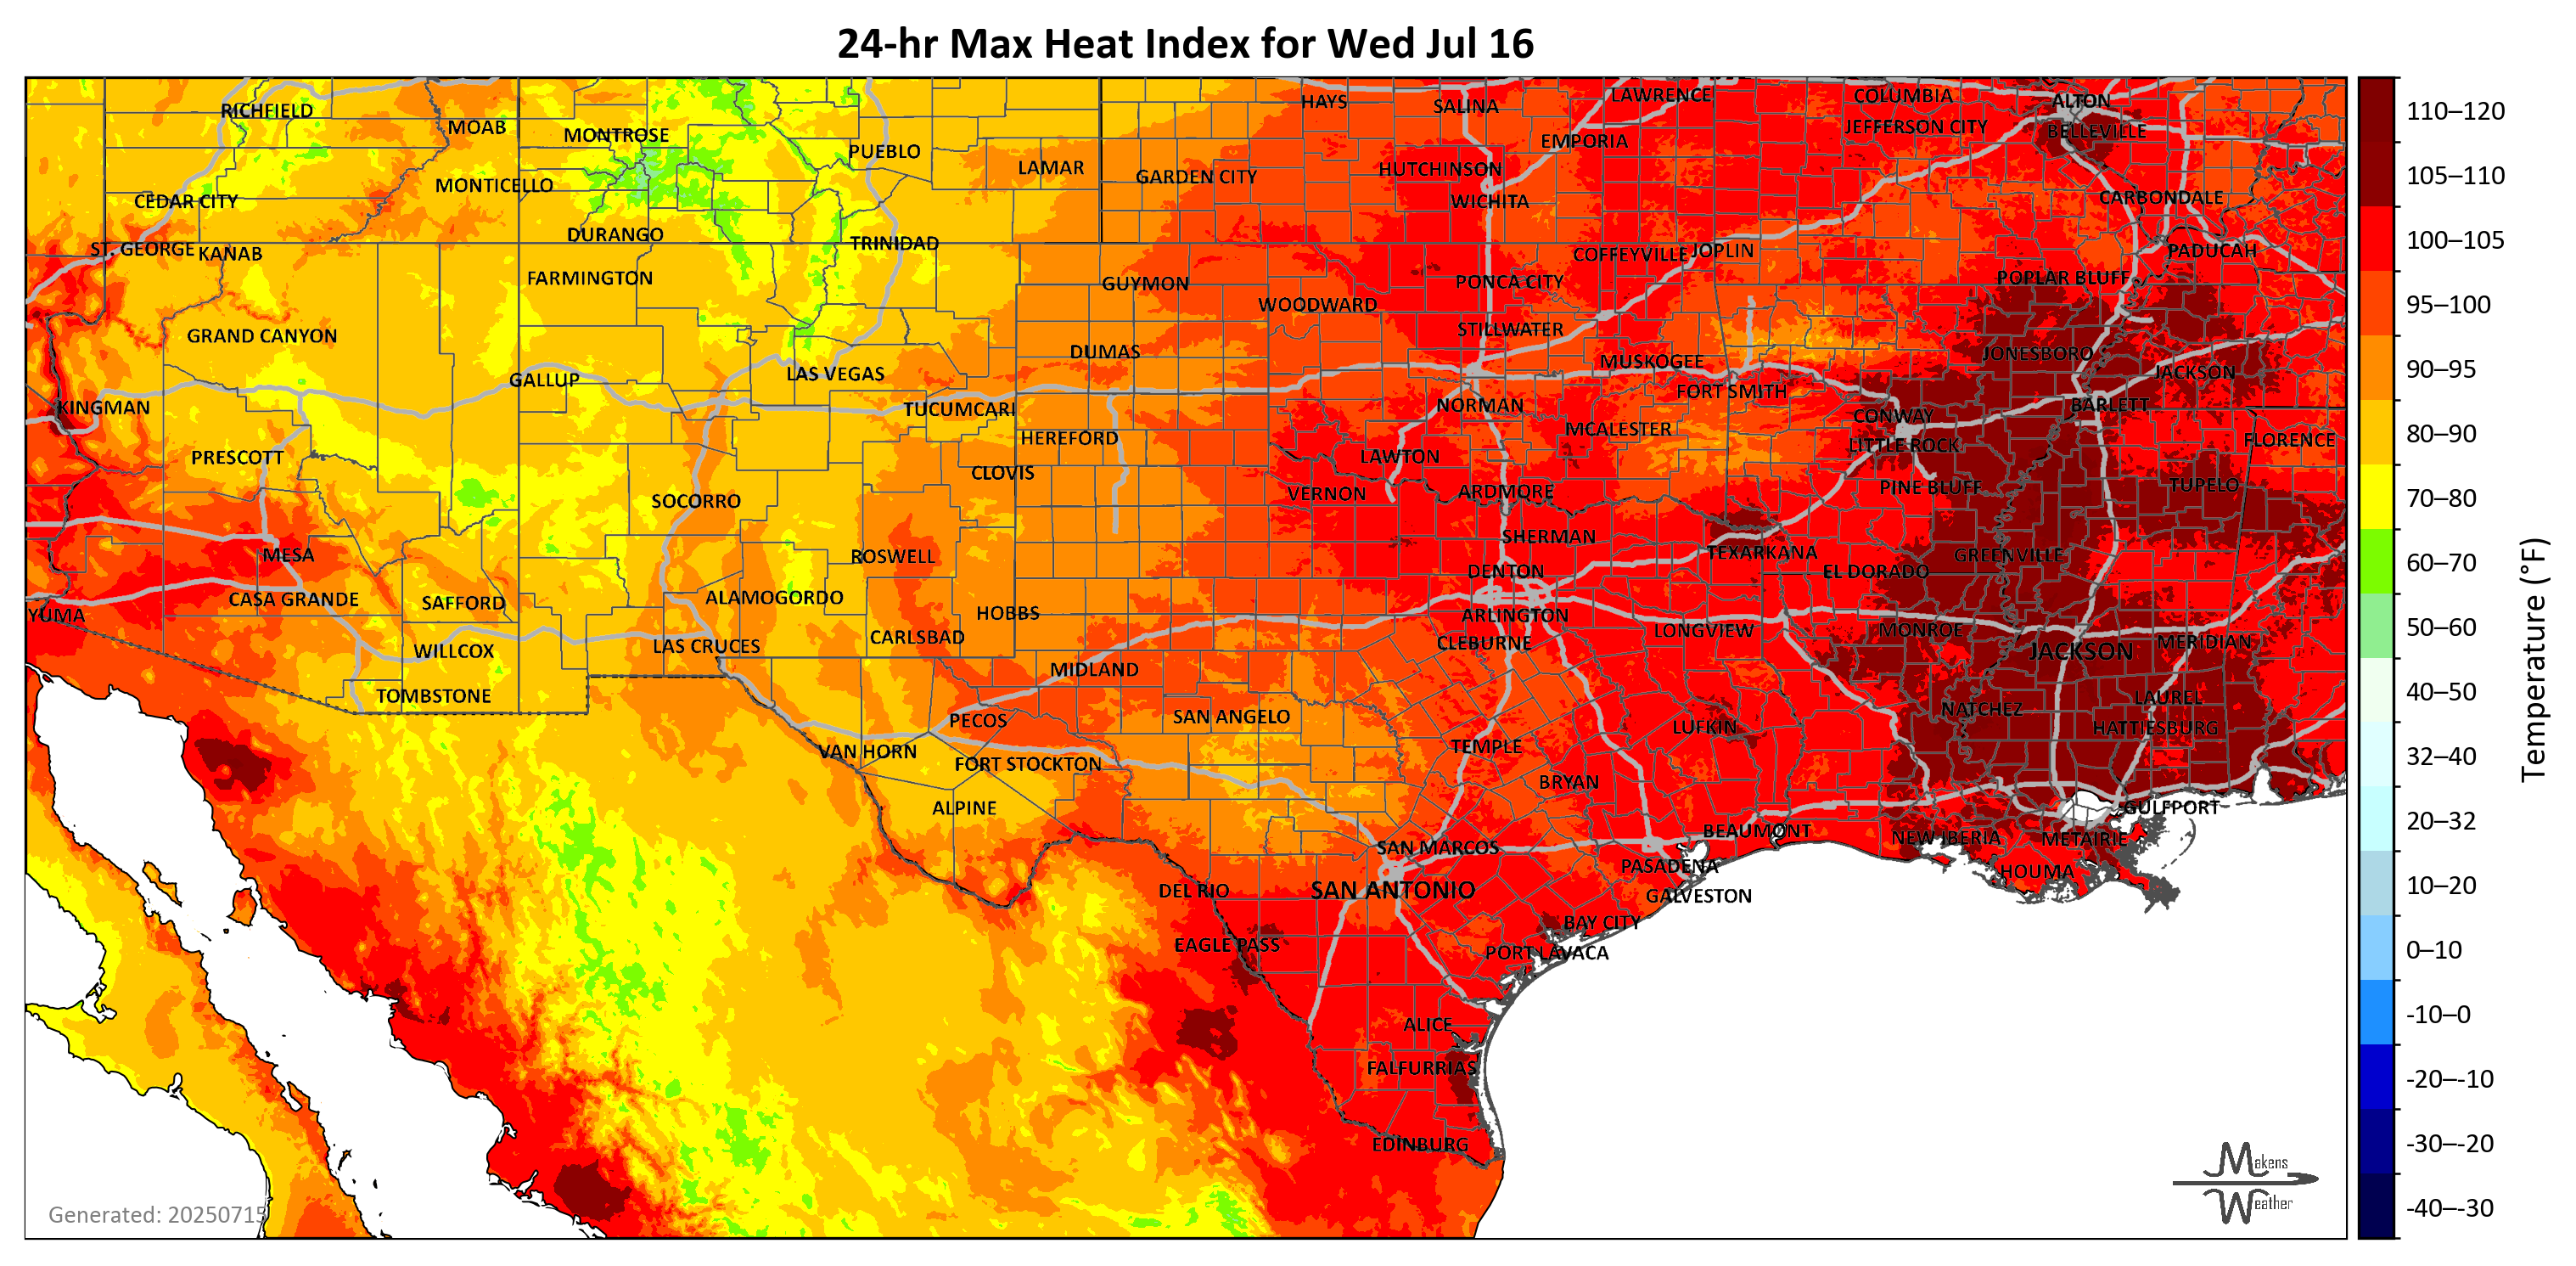 24-hr Max Heat Index for Wed Jul 16
RICHFIELD
MOAB
MONTROSE
PUEBLO
LAMAR
GARDEN CITY
HAYS
SALINA
LAWRENCE
COLUMBIA
ALTON
HUTCHINSON
EMPORIA
JEFFERSON CITY
BELLEVILLE
CEDAR CITY
MONTICELLO
WICHITA
CARBONDALE
ST. GEORGE
KANAB
DURANGO
TRINIDAD
COFFEYVILLE
JOPLIN
PADUCAH
FARMINGTON
GUYMON
WOODWARD
PONCA CITY
POPLAR BLUFF
GRAND CANYON
DUMAS
STILLWATER
MUSKOGEE
JONESBORO
GALLUP
LAS VEGAS
FORT SMITH
JACKSON
KINGMAN
TUCUMCARI
NORMAN
CONWAY
BARLETT
HEREFORD
MCALESTER
LITTLE ROCK
FLORENCE
PRESCOTT
CLOVIS
LAWTON
SOCORRO
VERNON
ARDMORE
PINE BLUFF
TUPELO
MESA
ROSWELL
SHERMAN
TEXARKANA
GREENVILLE
DENTON
EL DORADO
YUMA
CASA GRANDE
SAFFORD
ALAMOGORDO
HOBBS
ARLINGTON
WILLCOX
LAS CRUCES
CARLSBAD
CLEBURNE
LONGVIEW
MONROE
JACKSON
MERIDIAN
TOMBSTONE
MIDLAND
PECOS
SAN ANGELO
LUFKIN
NATCHEZ
LAUREL
HATTIESBURG
VAN HORN
FORT STOCKTON
TEMPLE
BRYAN
ALPINE
GULFPORT
SAN MARCOS
BEAUMONT
NEW IBERIA
METAIRIE
PASADENA
HOUMA
DEL RIO
SAN ANTONIO
GALVESTON
EAGLE PASS
BAY CITY
PORT LAVACA
ALICE
FALFURRIAS
EDINBURG
Generated: 20250715
Makens
Weather
110–120
105–110
100–105
95–100
90–95
80–90
70–80
60–70
50–60
40–50
32–40
20–32
10–20
0–10
-10–0
-20–-10
-30–-20
-40–-30
Temperature (°F)